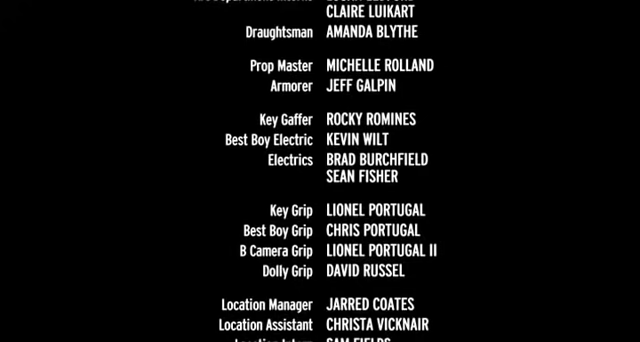 CLAIRE LUIKART
Draughtsman AMANDA BLYTHE
Prop Master MICHELLE ROLLAND
Armorer JEFF GALPIN
Key Gaffer ROCKY ROMINES
Best Boy Electric KEVIN WILT
Electrics BRAD BURCHFIELD
SEAN FISHER
Key Grip LIONEL PORTUGAL
Best Boy Grip CHRIS PORTUGAL
B Camera Grip LIONEL PORTUGAL II
Dolly Grip DAVID RUSSEL
Location Manager JARRED COATES
Location Assistant CHRISTA VICKNAIR
SAM FIELDS